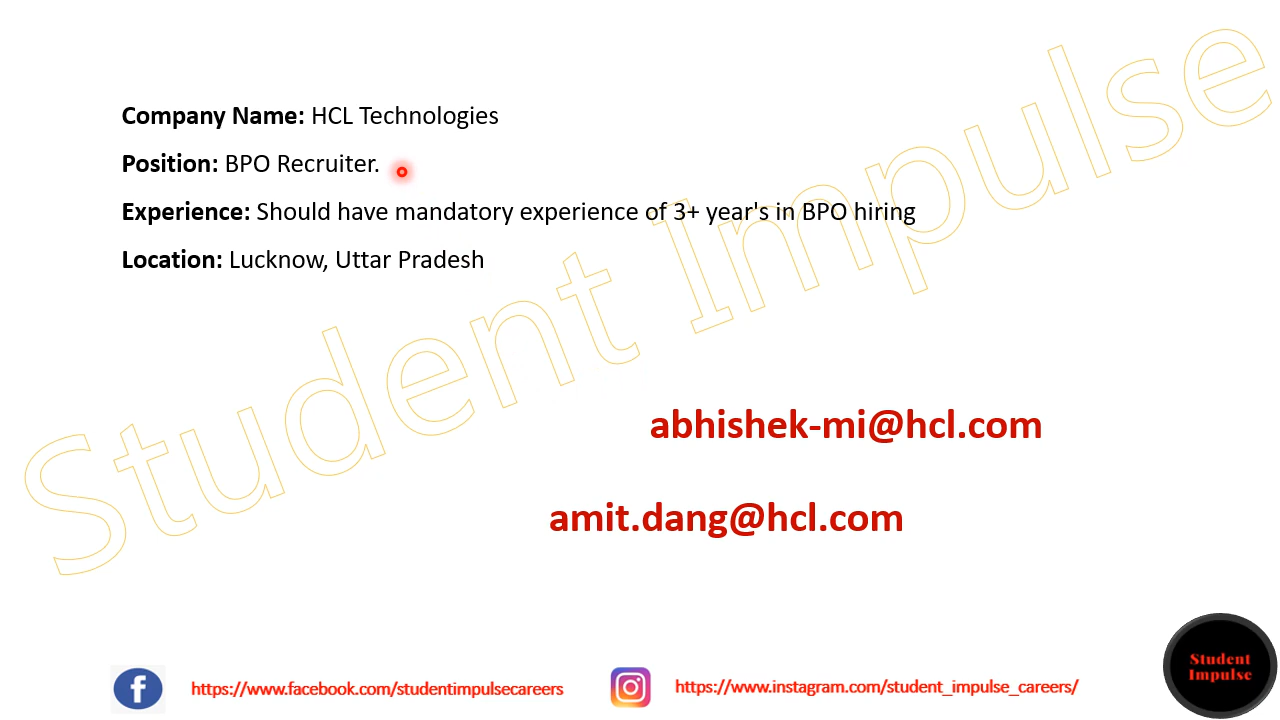 Company Name: HCL Technologies
Position: BPO Recruiter.
Experience: Should have mandatory experience of 3+ year's in BPO hiring
Location: Lucknow, Uttar Pradesh
Student Impulse
abhishek-mi@hcl.com
amit.dang@hcl.com
https://www.facebook.com/studentimpulsecareers
https://www.instagram.com/student_impulse_careers/
Student
Impulse